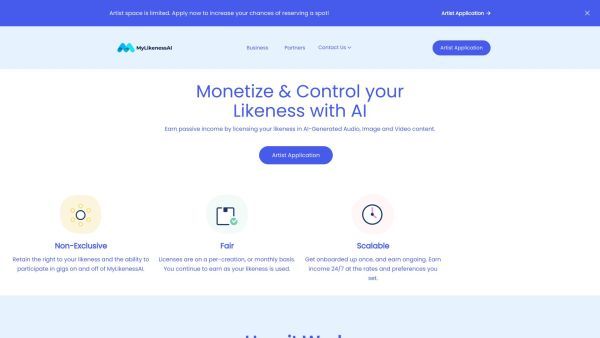 Artist space is limited. Apply now to increase your chances of reserving a spot!
Artist Application →
MyLikenessAI
Business
Partners
Contact Us
Artist Application
Monetize & Control your
Likeness with AI
Earn passive income by licensing your likeness in AI-Generated Audio, Image and Video content.
Artist Application
Non-Exclusive
Retain the right to your likeness and the ability to
participate in gigs on and off of MyLikenessAI.
Fair
Licenses are on a per-creation, or monthly basis.
You continue to earn as your likeness is used.
Scalable
Get onboarded up once, and earn ongoing. Earn
income 24/7 at the rates and preferences you
set.